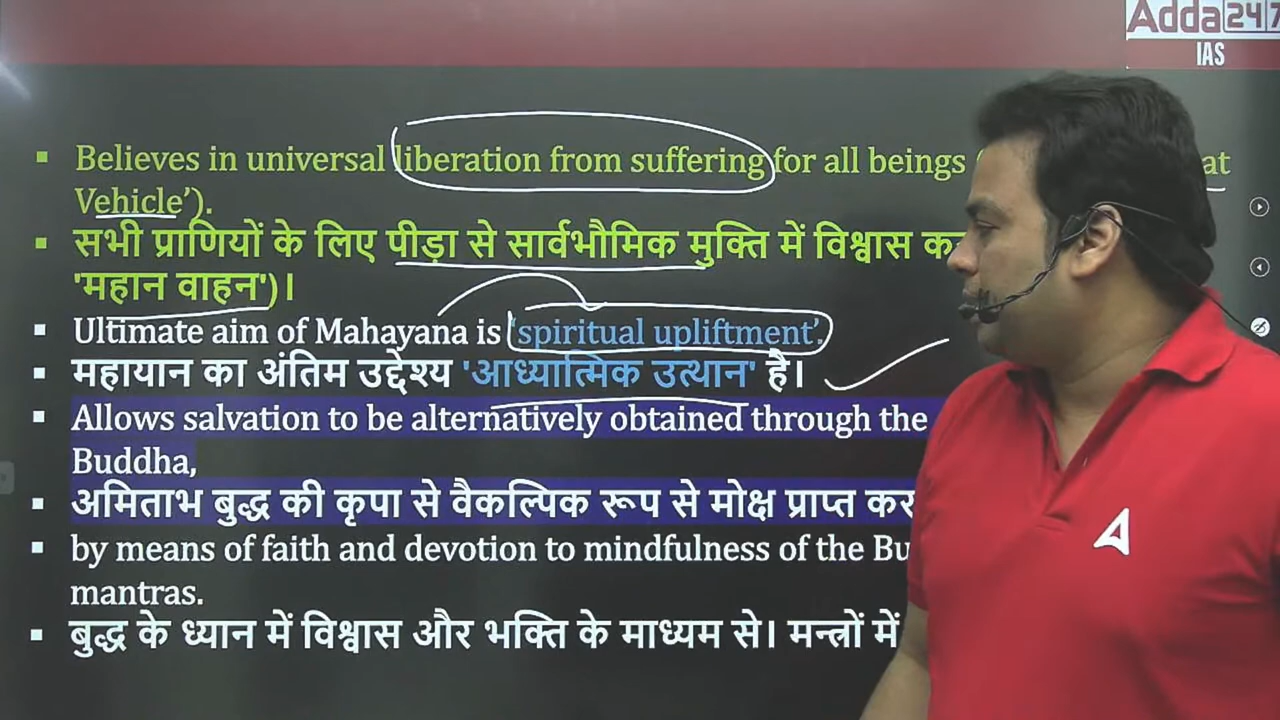 Adda247
IAS
Believes in universal liberation from suffering for all beings at
Vehicle’).
सभी प्राणियों के लिए पीड़ा से सार्वभौमिक मुक्ति में विश्वास
'महान वाहन')।
Ultimate aim of Mahayana is ‘spiritual upliftment’.
महायान का अंतिम उद्देश्य 'आध्यात्मिक उत्थान' है।
Allows salvation to be alternatively obtained through the
Buddha,
अमिताभ बुद्ध की कृपा से वैकल्पिक रूप से मोक्ष प्राप्त कर
by means of faith and devotion to mindfulness of the Bu
mantras.
बुद्ध के ध्यान में विश्वास और भक्ति के माध्यम से। मन्त्रों में